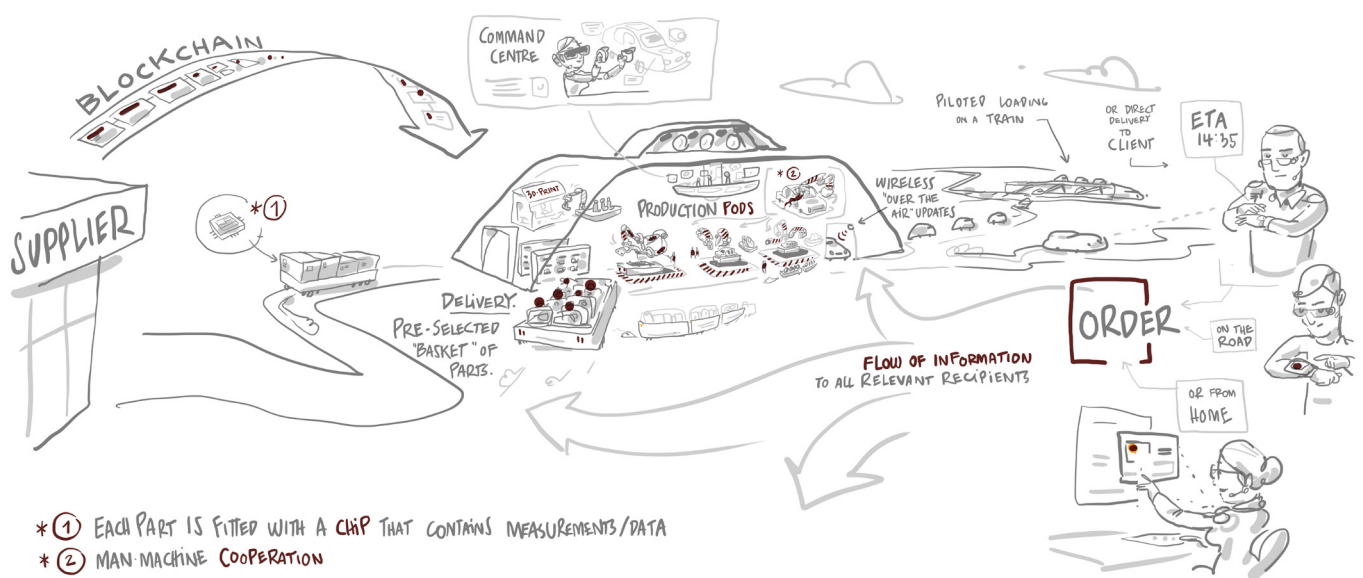 BLOCKCHAIN
COMMAND
CENTRE
SUPPLIER
*1
3D-PRINT
*2
PRODUCTION PODS
DELIVERY.
PRE-SELECTED
"BASKET" OF
PARTS.
WIRELESS
"OVER THE
AIR" UPDATES
PILOTED LOADING
ON A TRAIN
OR DIRECT
DELIVERY
TO
CLIENT
ETA
14:35
ORDER
ON THE
ROAD
OR FROM
HOME
FLOW OF INFORMATION
TO ALL RELEVANT RECIPIENTS
*1 EACH PART IS FITTED WITH A CHIP THAT CONTAINS MEASUREMENTS/DATA
*2 MAN-MACHINE COOPERATION